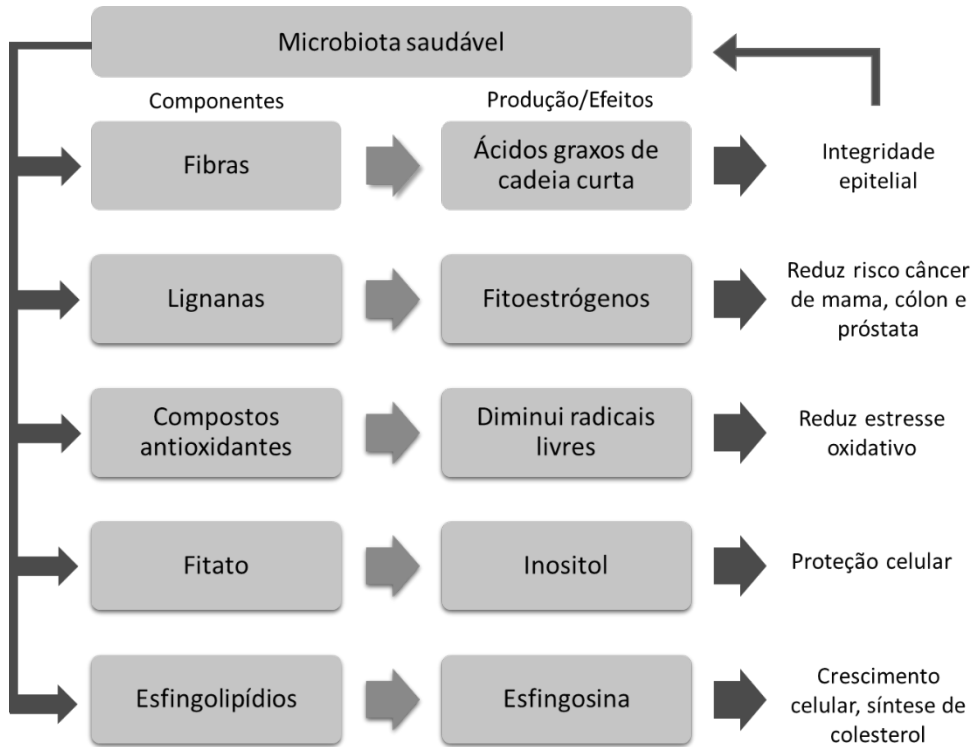 Microbiota saudável
Componentes
Produção/Efeitos
Fibras
Ácidos graxos de
cadeia curta
Integridade
epitelial
Lignanas
Fitoestrógenos
Reduz risco câncer
de mama, cólon e
próstata
Compostos
antioxidantes
Diminui radicais
livres
Reduz estresse
oxidativo
Fitato
Inositol
Proteção celular
Esfingolipídios
Esfingosina
Crescimento
celular, síntese de
colesterol